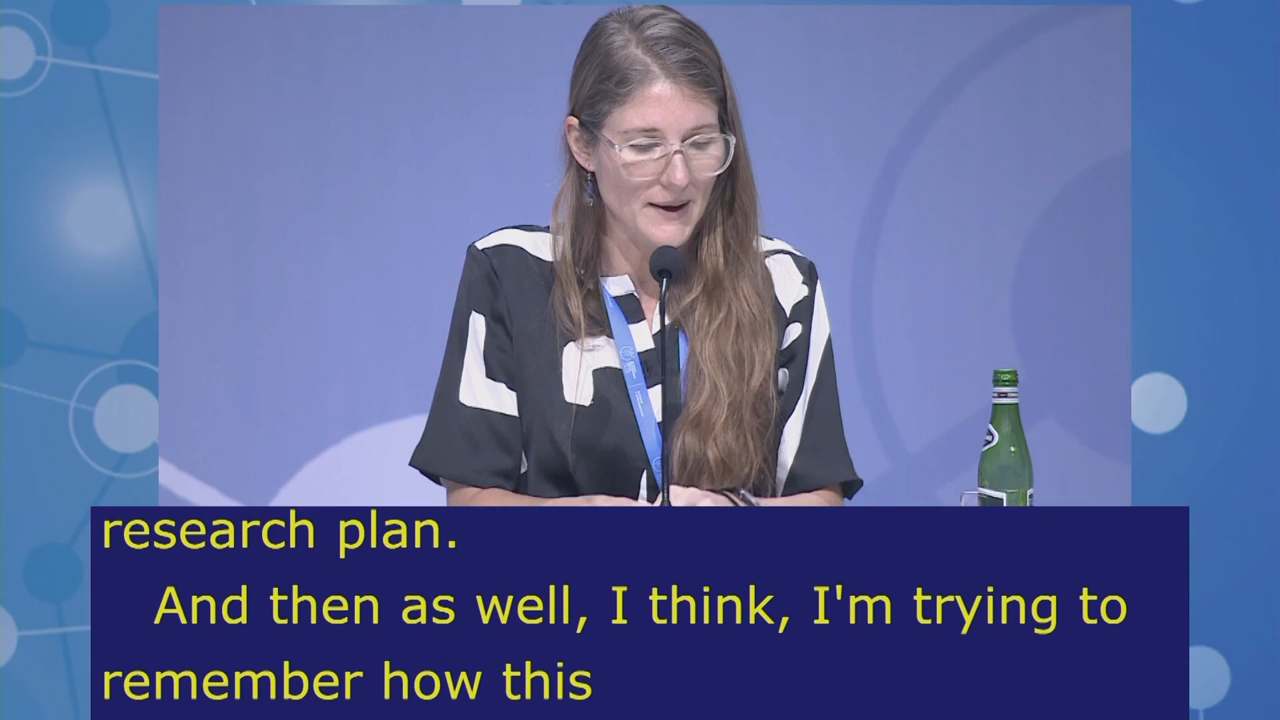 research plan.
And then as well, I think, I'm trying to
remember how this